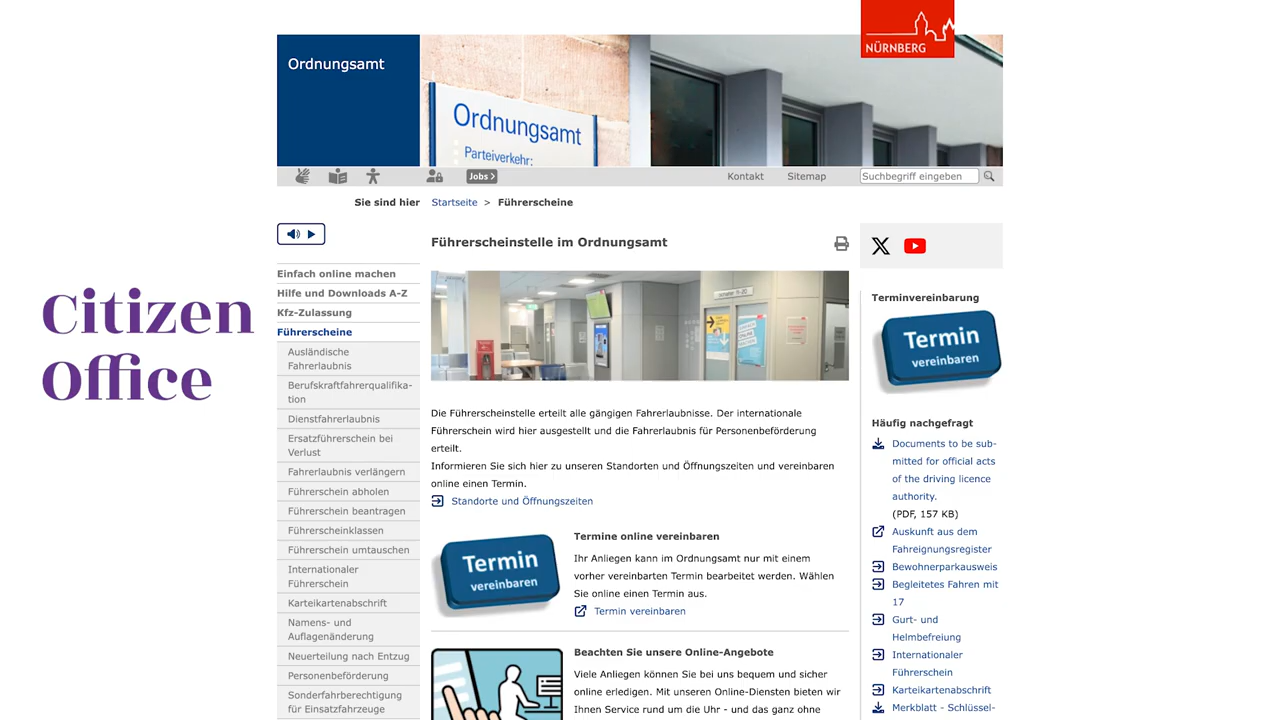 Citizen
Office
Ordnungsamt
Ordnungsamt
Parteiverkehr:
NÜRNBERG
Jobs
Kontakt
Sitemap
Suchbegriff eingeben
Sie sind hier Startseite > Führerscheine
Einfach online machen
Hilfe und Downloads A-Z
Kfz-Zulassung
Führerscheine
Ausländische
Fahrerlaubnis
Berufskraftfahrerqualifika-
tion
Dienstfahrerlaubnis
Ersatzführerschein bei
Verlust
Fahrerlaubnis verlängern
Führerschein abholen
Führerschein beantragen
Führerscheinklassen
Führerschein umtauschen
Internationaler
Führerschein
Karteikartenabschrift
Namens- und
Auflagenänderung
Neuerteilung nach Entzug
Personenbeförderung
Sonderfahrberechtigung
für Einsatzfahrzeuge
Führerscheinstelle im Ordnungsamt
Die Führerscheinstelle erteilt alle gängigen Fahrerlaubnisse. Der internationale
Führerschein wird hier ausgestellt und die Fahrerlaubnis für Personenbeförderung
erteilt.
Informieren Sie sich hier zu unseren Standorten und Öffnungszeiten und vereinbaren
online einen Termin.
Standorte und Öffnungszeiten
Termin
vereinbaren
Termine online vereinbaren
Ihr Anliegen kann im Ordnungsamt nur mit einem
vorher vereinbarten Termin bearbeitet werden. Wählen
Sie online einen Termin aus.
Termin vereinbaren
Beachten Sie unsere Online-Angebote
Viele Anliegen können Sie bei uns bequem und sicher
online erledigen. Mit unseren Online-Diensten bieten wir
Ihnen Service rund um die Uhr - und das ganz ohne
Terminvereinbarung
Termin
vereinbaren
Häufig nachgefragt
Documents to be sub-
mitted for official acts
of the driving licence
authority.
(PDF, 157 KB)
Auskunft aus dem
Fahreignungsregister
Bewohnerparkausweis
Begleitetes Fahren mit
17
Gurt- und
Helmbefreiung
Internationaler
Führerschein
Karteikartenabschrift
Merkblatt - Schlüssel-